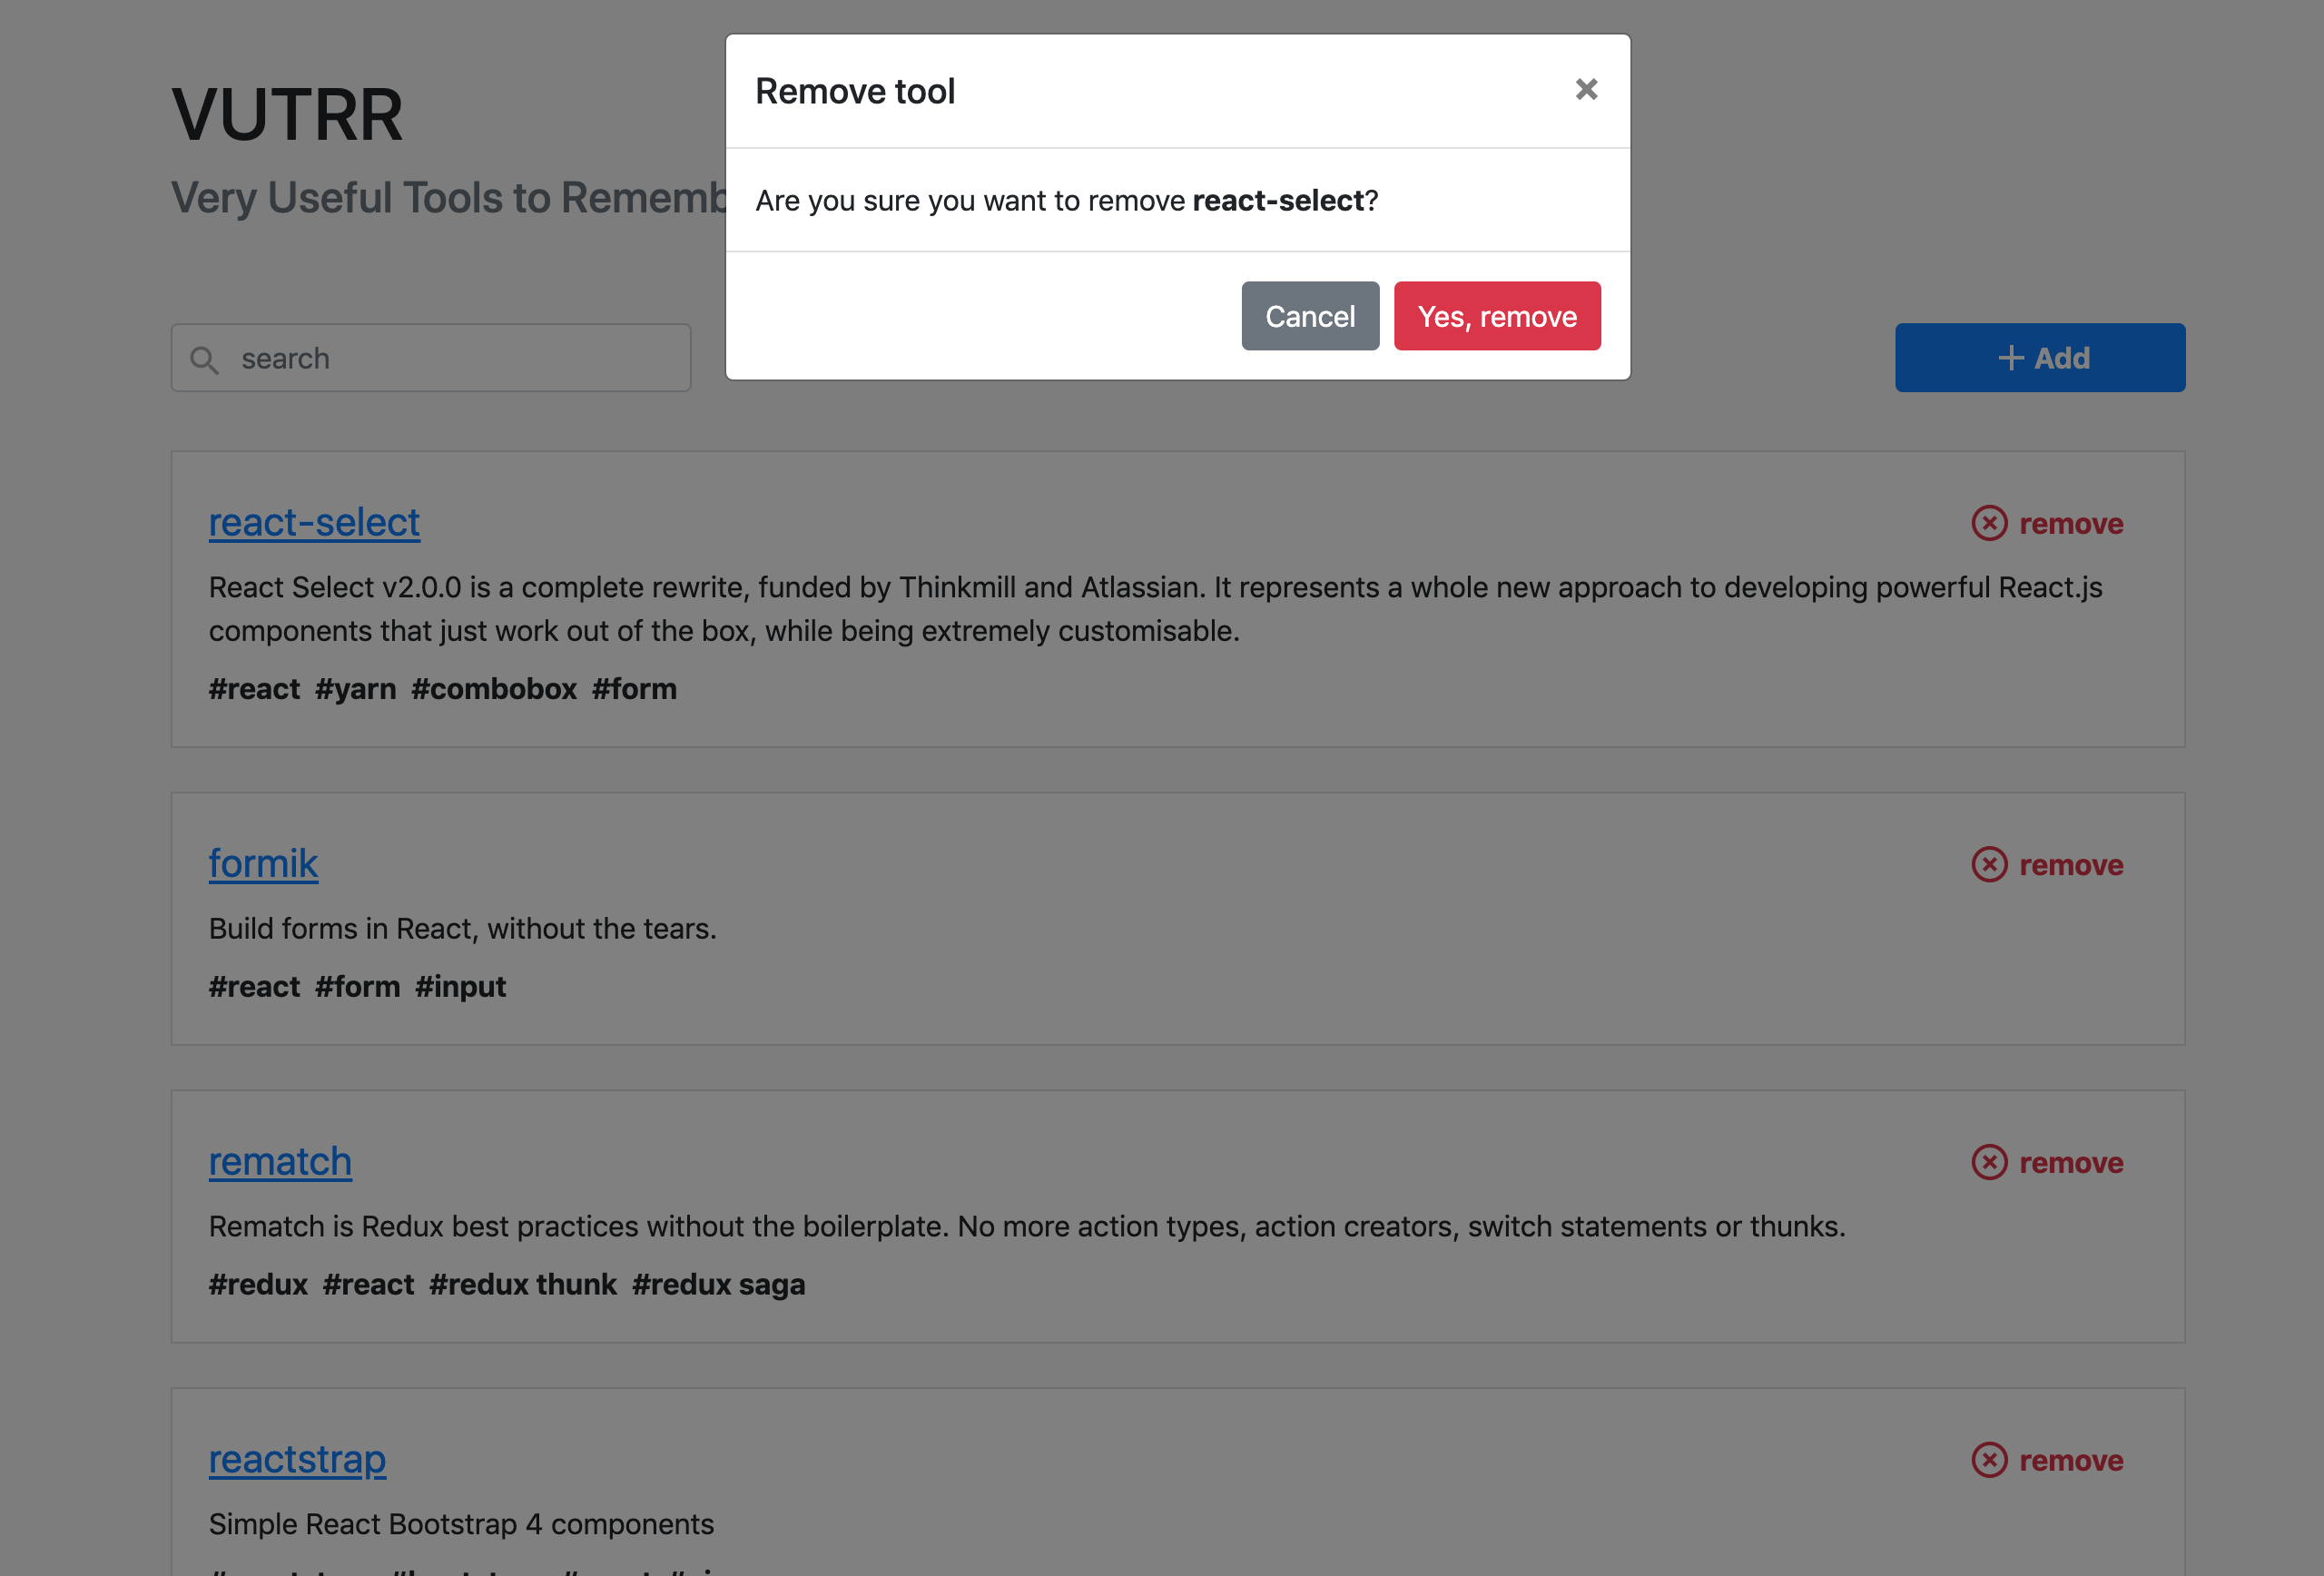 VUTRR
Very Useful Tools to
Remove tool
Are you sure you want to remove react-select?
Cancel
Yes, remove
search
+ Add
react-select
remove
React Select v2.0.0 is a complete rewrite, funded by Thinkmill and Atlassian. It represents a whole new approach to developing powerful React.js
components that just work out of the box, while being extremely customisable.
#react #yarn #combobox #form
formik
remove
Build forms in React, without the tears.
#react #form #input
rematch
remove
Rematch is Redux best practices without the boilerplate. No more action types, action creators, switch statements or thunks.
#redux #react #redux thunk #redux saga
reactstrap
remove
Simple React Bootstrap 4 components